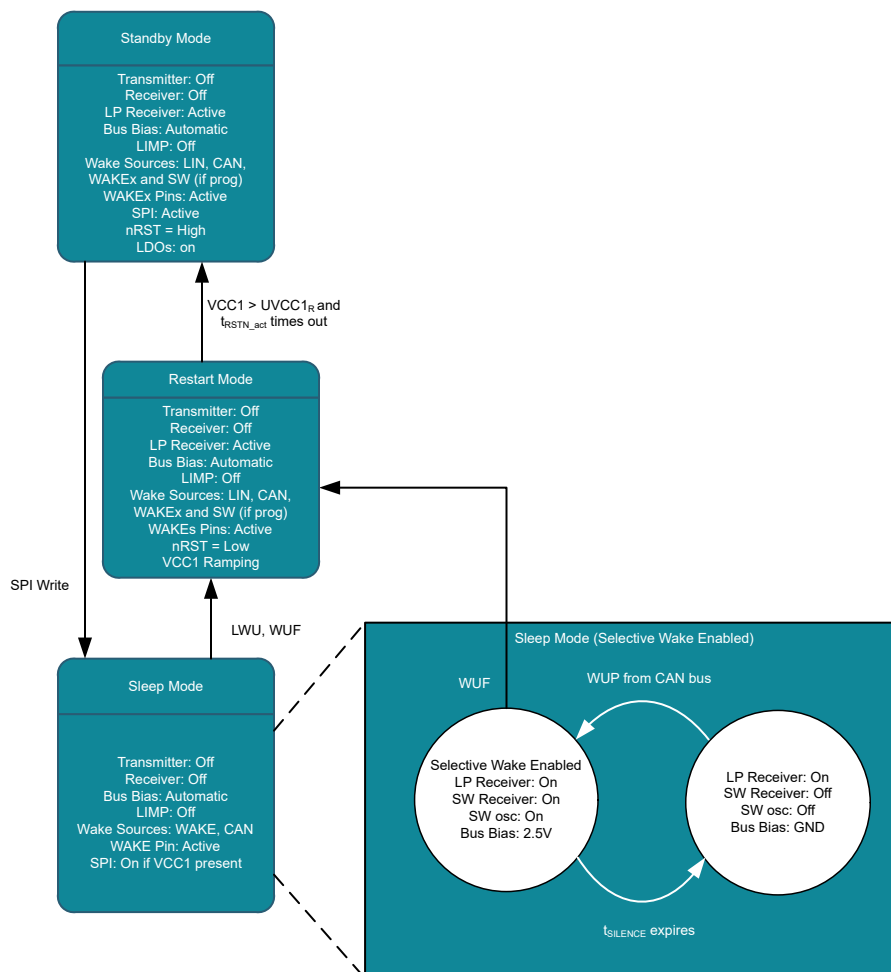 Standby Mode
Transmitter: Off
Receiver: Off
LP Receiver: Active
Bus Bias: Automatic
LIMP: Off
Wake Sources: LIN, CAN,
WAKEx and SW (if prog)
WAKEx Pins: Active
SPI: Active
nRST = High
LDOs: on
VCC1 > UVCC1R and
tRSTN_act times out
Restart Mode
Transmitter: Off
Receiver: Off
LP Receiver: Active
Bus Bias: Automatic
LIMP: Off
Wake Sources: LIN, CAN,
WAKEx and SW (if prog)
WAKEs Pins: Active
nRST = Low
VCC1 Ramping
SPI Write
LWU, WUF
Sleep Mode
Transmitter: Off
Receiver: Off
Bus Bias: Automatic
LIMP: Off
Wake Sources: WAKE, CAN
WAKE Pin: Active
SPI: On if VCC1 present
Sleep Mode (Selective Wake Enabled)
WUF
WUP from CAN bus
Selective Wake Enabled
LP Receiver: On
SW Receiver: On
SW osc: On
Bus Bias: 2.5V
LP Receiver: On
SW Receiver: Off
SW osc: Off
Bus Bias: GND
tSILENCE expires